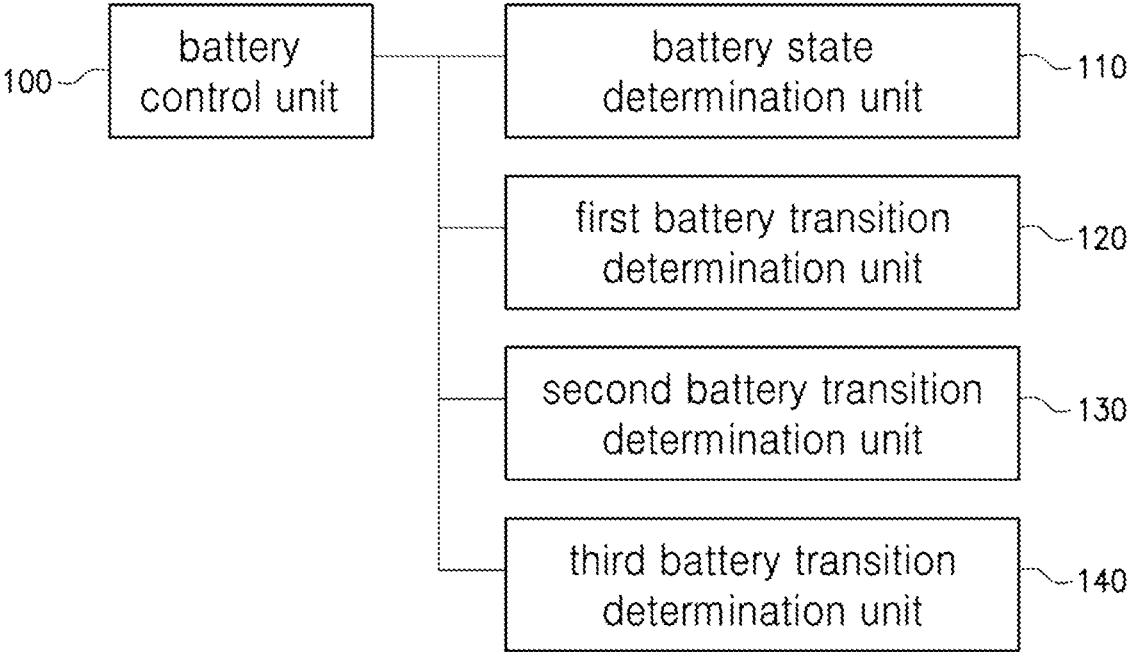 battery
control unit
100
battery state
determination unit
110
first battery transition
determination unit
120
second battery transition
determination unit
130
third battery transition
determination unit
140